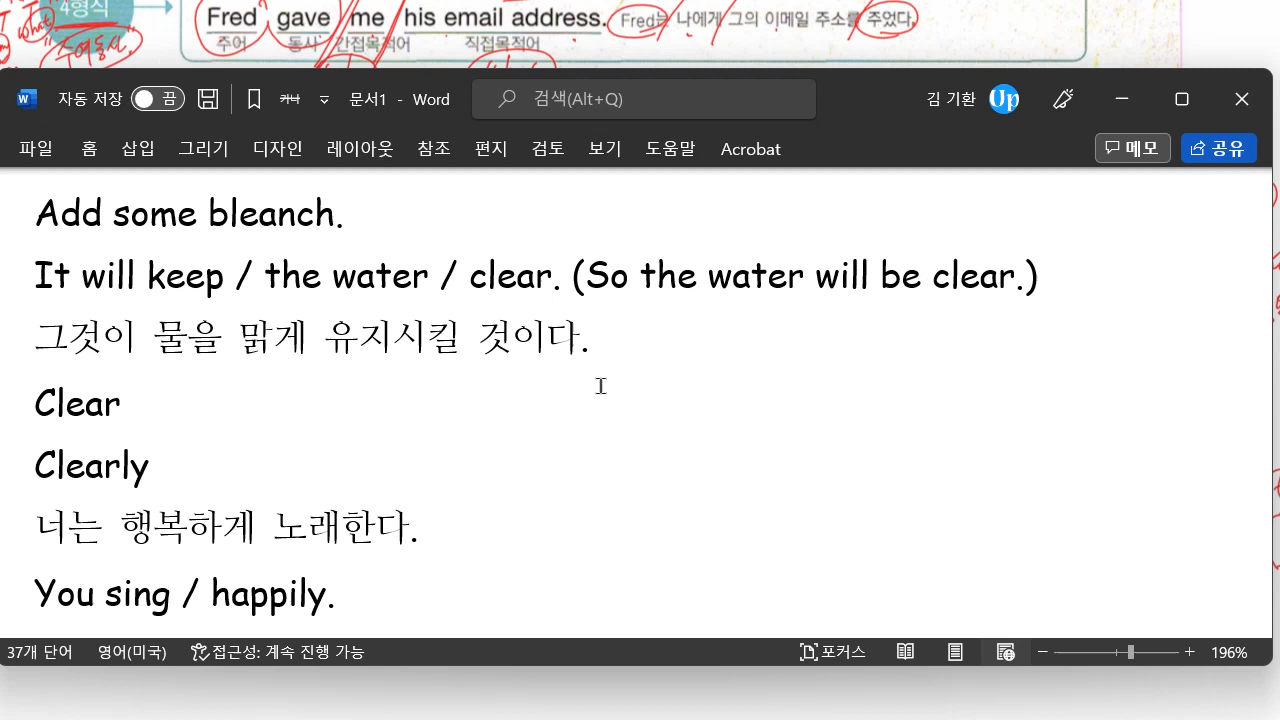 4형식
Fred gave me his email address. Fred는 나에게 그의 이메일 주소를 주었다.
주어 동사 간접목적어 직접목적어
자동 저장 끔 가나 문서1 - Word 검색(Alt+Q) 김 기환 Up
파일 홈 삽입 그리기 디자인 레이아웃 참조 편지 검토 보기 도움말 Acrobat 메모 공유
Add some bleanch.
It will keep / the water / clear. (So the water will be clear.)
그것이 물을 맑게 유지시킬 것이다.
Clear
Clearly
너는 행복하게 노래한다.
You sing / happily.
37개 단어 영어(미국) 접근성: 계속 진행 가능 포커스 196%